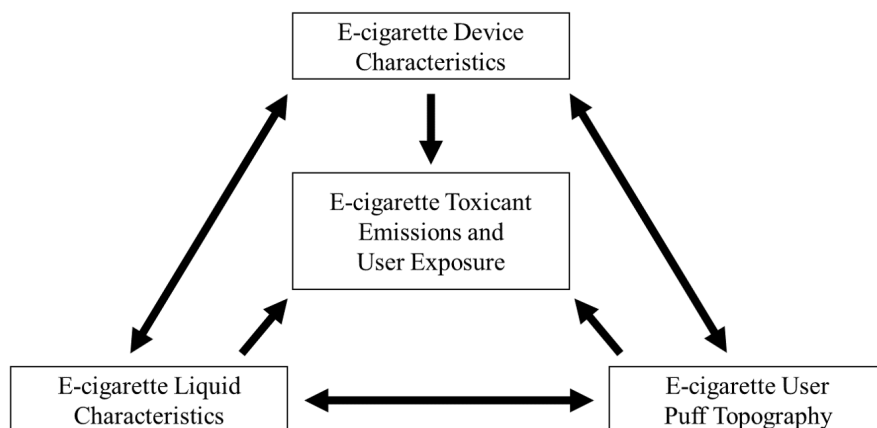 E-cigarette Device
Characteristics
E-cigarette Toxicant
Emissions and
User Exposure
E-cigarette Liquid
Characteristics
E-cigarette User
Puff Topography